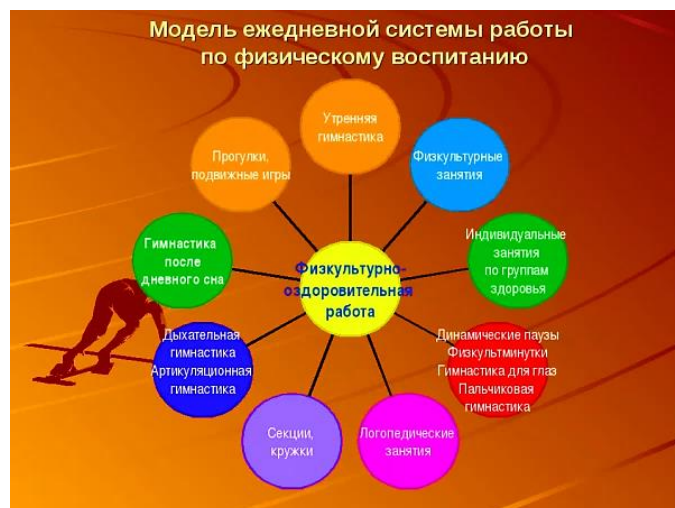 Модель ежедневной системы работы
по физическому воспитанию
Утренняя
гимнастика
Физкультурные
занятия
Индивидуальные
занятия
по группам
здоровья
Динамические паузы
Физкультминутки
Гимнастика для глаз
Пальчиковая
гимнастика
Логопедические
занятия
Секции,
кружки
Дыхательная
гимнастика
Артикуляционная
гимнастика
Гимнастика
после
дневного сна
Прогулки,
подвижные игры
Физкультурно-
оздоровительная
работа